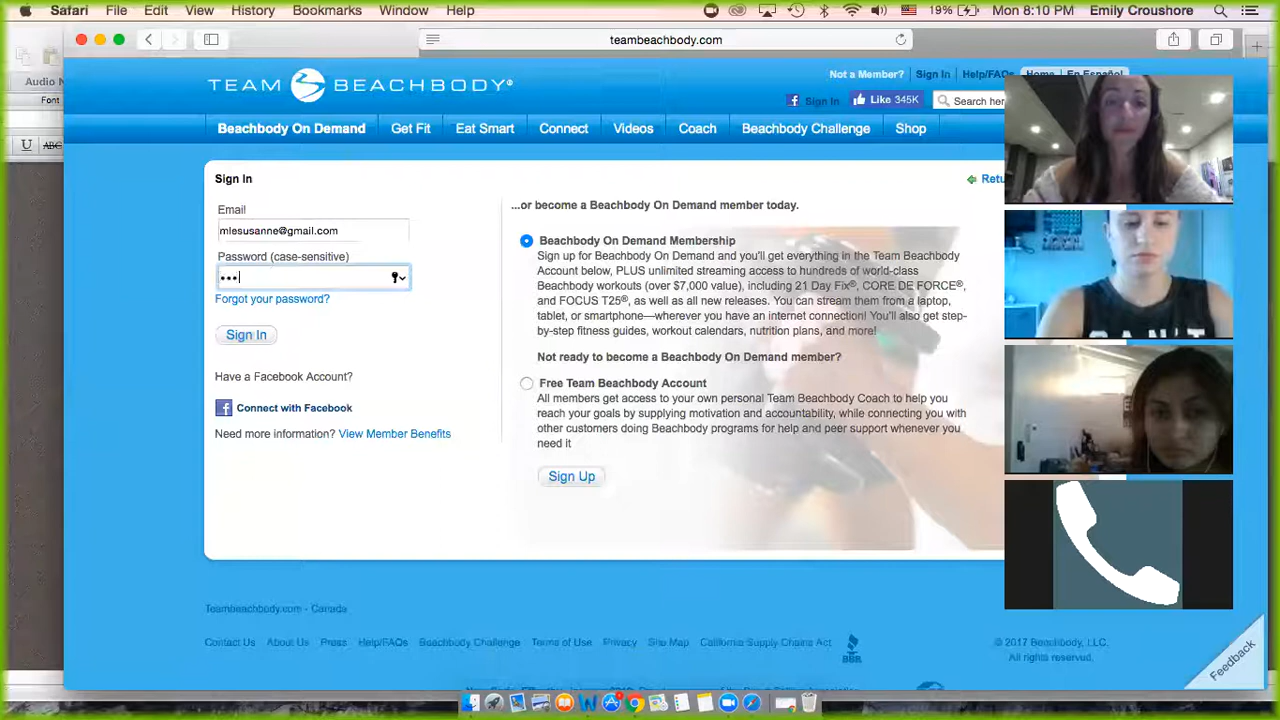 Safari File Edit View History Bookmarks Window Help 19% Mon 8:10 PM Emily Croushore
teambeachbody.com
Audio N
Font
U ABC
TEAM BEACHBODY®
Not a Member? Sign In Help/FAQs Home En Español
Sign In Like 345K Search her
Beachbody On Demand Get Fit Eat Smart Connect Videos Coach Beachbody Challenge Shop
Sign In
Retu
Email
mlesusanne@gmail.com
Password (case-sensitive)
•••
Forgot your password?
Sign In
Have a Facebook Account?
Connect with Facebook
Need more information? View Member Benefits
...or become a Beachbody On Demand member today.
Beachbody On Demand Membership
Sign up for Beachbody On Demand and you'll get everything in the Team Beachbody
Account below, PLUS unlimited streaming access to hundreds of world-class
Beachbody workouts (over $7,000 value), including 21 Day Fix®, CORE DE FORCE®,
and FOCUS T25®, as well as all new releases. You can stream them from a laptop,
tablet, or smartphone—wherever you have an internet connection! You'll also get step-
by-step fitness guides, workout calendars, nutrition plans, and more!
Not ready to become a Beachbody On Demand member?
Free Team Beachbody Account
All members get access to your own personal Team Beachbody Coach to help you
reach your goals by supplying motivation and accountability, while connecting you with
other customers doing Beachbody programs for help and peer support whenever you
need it
Sign Up
Teambeachbody.com - Canada
Contact Us About Us Press Help/FAQs Beachbody Challenge Terms of Use Privacy Site Map California Supply Chains Act
BBB
© 2017 Beachbody, LLC.
All rights reserved.
Feedback